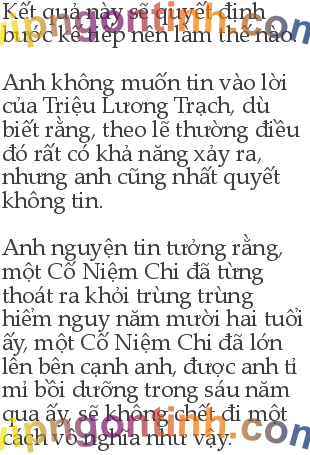 Kết quả này sẽ quyết định
bước kế tiếp nên làm thế nào.
Anh không muốn tin vào lời
của Triệu Lương Trạch, dù
biết rằng, theo lẽ thường điều
đó rất có khả năng xảy ra,
nhưng anh cũng nhất quyết
không tin.
Anh nguyện tin tưởng rằng,
một Cố Niệm Chi đã từng
thoát ra khỏi trùng trùng
hiểm nguy năm mười hai tuổi
ấy, một Cố Niệm Chi đã lớn
lên bên cạnh anh, được anh tỉ
mỉ bồi dưỡng trong sáu năm
qua ấy, sẽ không chết đi một
cách vô nghĩa như vậy.